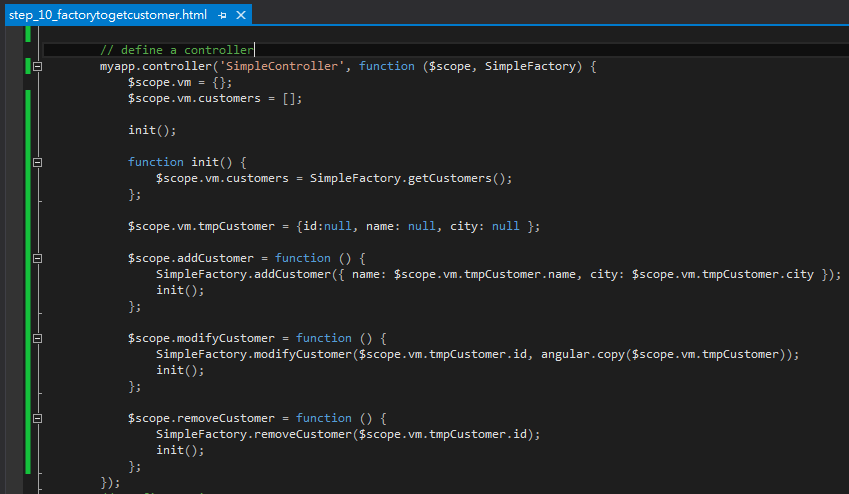 step_10_factorytogetcustomer.html
// define a controller
myapp.controller('SimpleController', function ($scope, SimpleFactory) {
$scope.vm = {};
$scope.vm.customers = [];
init();
function init() {
$scope.vm.customers = SimpleFactory.getCustomers();
};
$scope.vm.tmpCustomer = {id:null, name: null, city: null };
$scope.addCustomer = function () {
SimpleFactory.addCustomer({ name: $scope.vm.tmpCustomer.name, city: $scope.vm.tmpCustomer.city });
init();
};
$scope.modifyCustomer = function () {
SimpleFactory.modifyCustomer($scope.vm.tmpCustomer.id, angular.copy($scope.vm.tmpCustomer));
init();
};
$scope.removeCustomer = function () {
SimpleFactory.removeCustomer($scope.vm.tmpCustomer.id);
init();
};
});